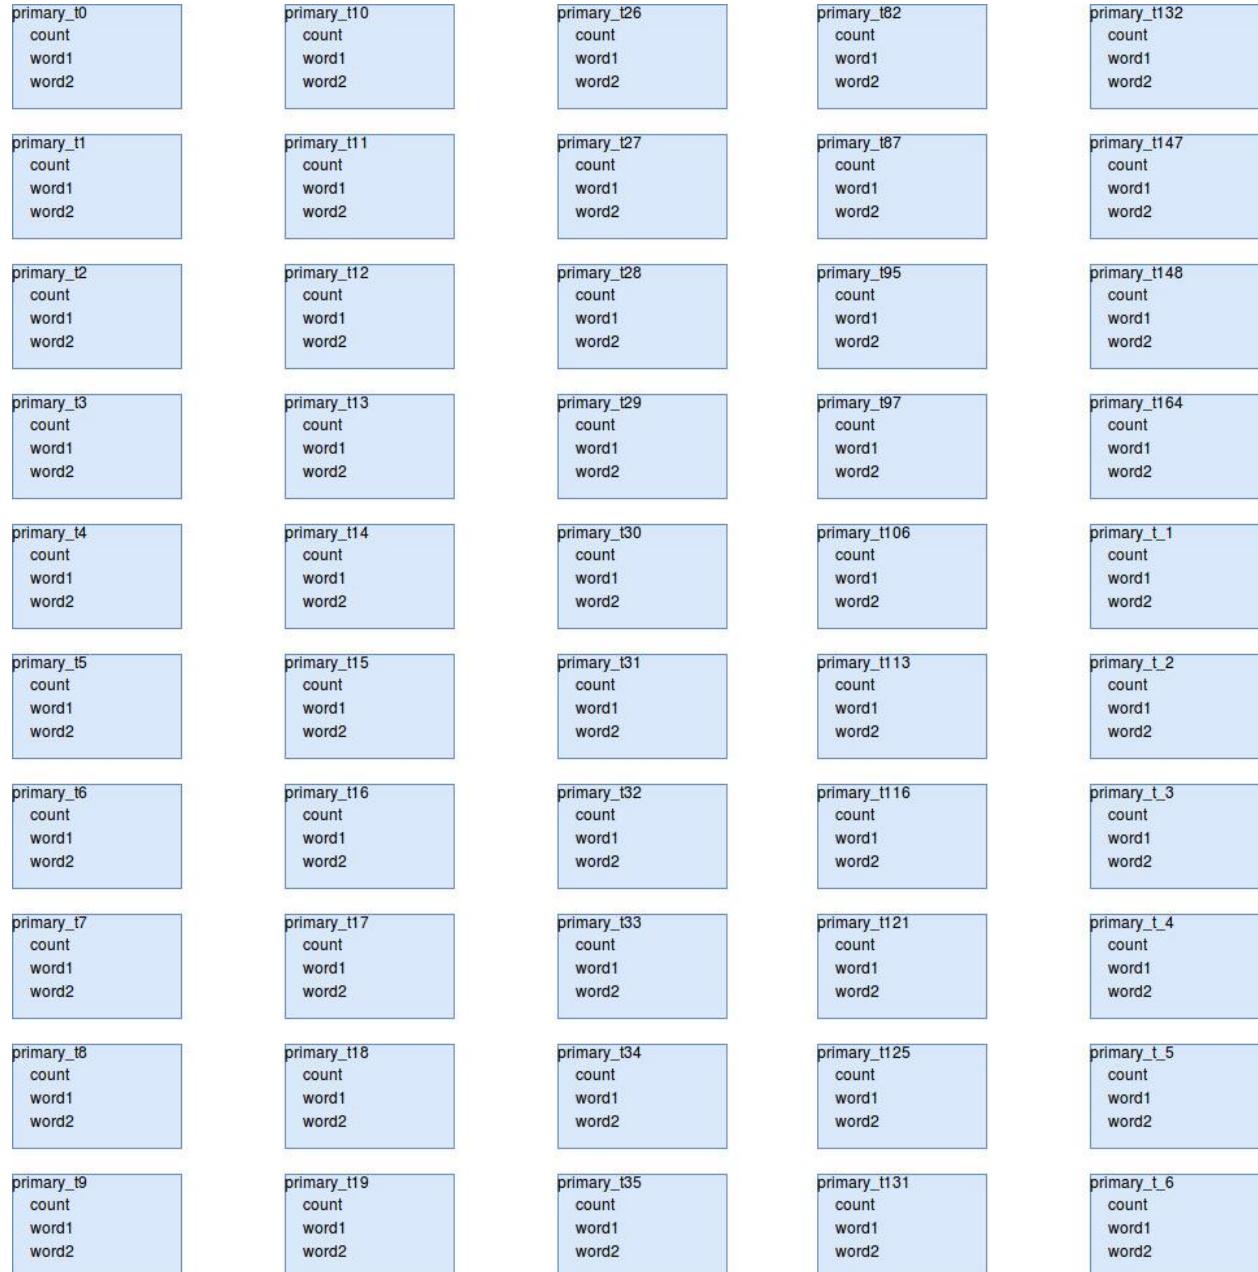 primary_t0
count
word1
word2
primary_t1
count
word1
word2
primary_t2
count
word1
word2
primary_t3
count
word1
word2
primary_t4
count
word1
word2
primary_t5
count
word1
word2
primary_t6
count
word1
word2
primary_t7
count
word1
word2
primary_t8
count
word1
word2
primary_t9
count
word1
word2
primary_t10
count
word1
word2
primary_t11
count
word1
word2
primary_t12
count
word1
word2
primary_t13
count
word1
word2
primary_t14
count
word1
word2
primary_t15
count
word1
word2
primary_t16
count
word1
word2
primary_t17
count
word1
word2
primary_t18
count
word1
word2
primary_t19
count
word1
word2
primary_t26
count
word1
word2
primary_t27
count
word1
word2
primary_t28
count
word1
word2
primary_t29
count
word1
word2
primary_t30
count
word1
word2
primary_t31
count
word1
word2
primary_t32
count
word1
word2
primary_t33
count
word1
word2
primary_t34
count
word1
word2
primary_t35
count
word1
word2
primary_t82
count
word1
word2
primary_t87
count
word1
word2
primary_t95
count
word1
word2
primary_t97
count
word1
word2
primary_t106
count
word1
word2
primary_t113
count
word1
word2
primary_t116
count
word1
word2
primary_t121
count
word1
word2
primary_t125
count
word1
word2
primary_t131
count
word1
word2
primary_t132
count
word1
word2
primary_t147
count
word1
word2
primary_t148
count
word1
word2
primary_t164
count
word1
word2
primary_t_1
count
word1
word2
primary_t_2
count
word1
word2
primary_t_3
count
word1
word2
primary_t_4
count
word1
word2
primary_t_5
count
word1
word2
primary_t_6
count
word1
word2